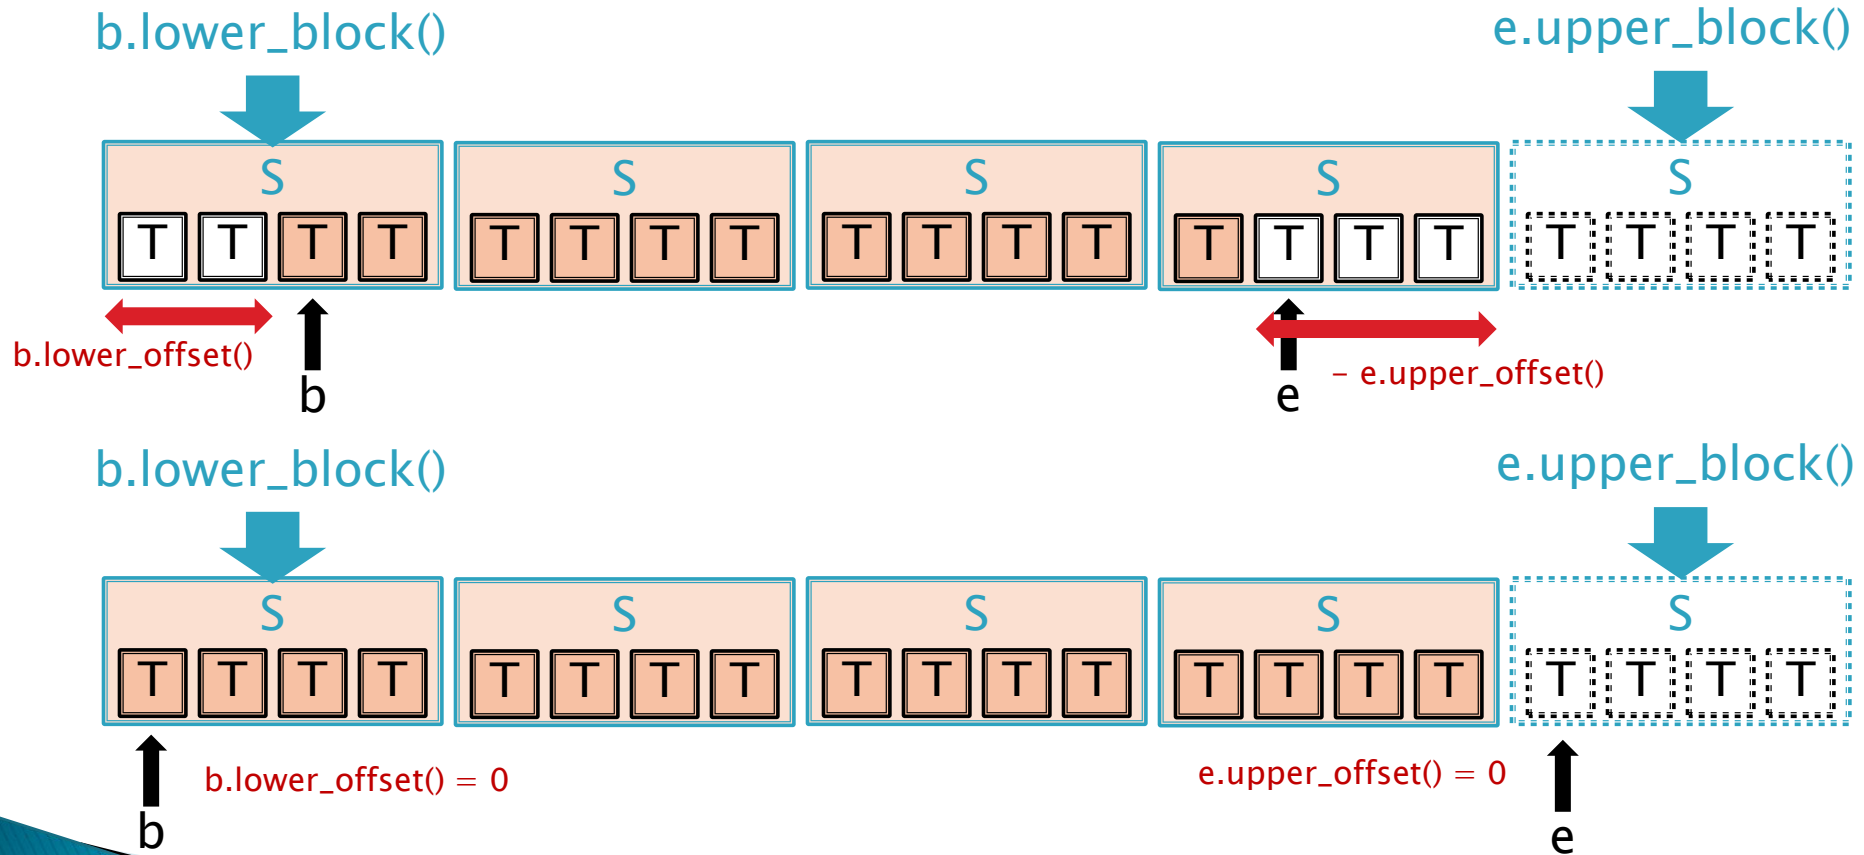 b.lower_block() e.upper_block()
S S S S S
T T T T T T T T T T T T T T T T T T T T
b.lower_offset() – e.upper_offset()
b e
b.lower_block() e.upper_block()
S S S S S
T T T T T T T T T T T T T T T T T T T T
b.lower_offset() = 0 e.upper_offset() = 0
b e